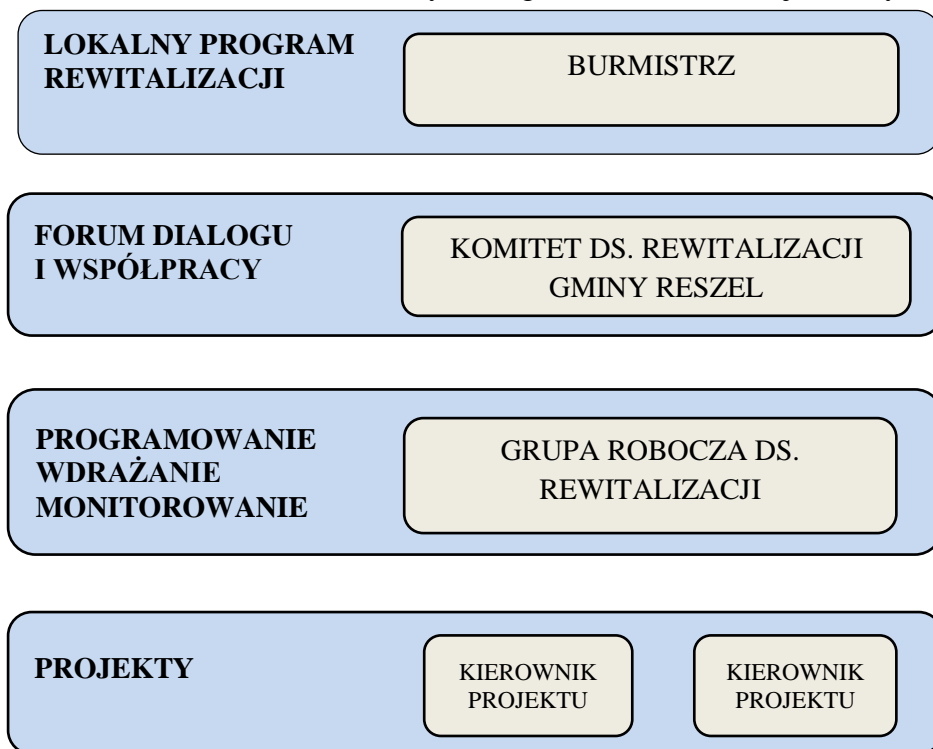 LOKALNY PROGRAM
REWITALIZACJI
BURMISTRZ
FORUM DIALOGU
I WSPÓŁPRACY
KOMITET DS. REWITALIZACJI
GMINY RESZEL
PROGRAMOWANIE
WDRAŻANIE
MONITOROWANIE
GRUPA ROBOCZA DS.
REWITALIZACJI
PROJEKTY
KIEROWNIK
PROJEKTU
KIEROWNIK
PROJEKTU